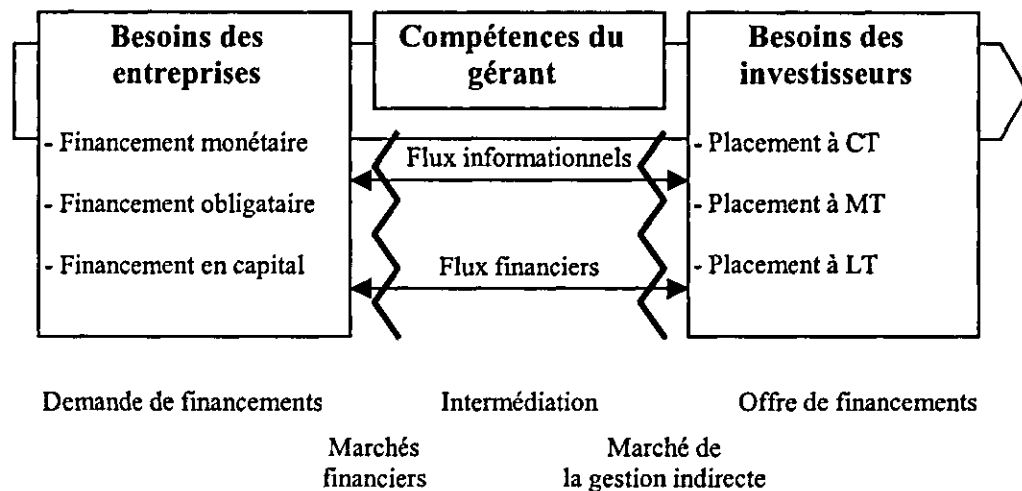 Besoins des
entreprises
- Financement monétaire
- Financement obligataire
- Financement en capital
Compétences du
gérant
Flux informationnels
Flux financiers
Besoins des
investisseurs
- Placement à CT
- Placement à MT
- Placement à LT
Demande de financements
Intermédiation
Offre de financements
Marchés
financiers
Marché de
la gestion indirecte